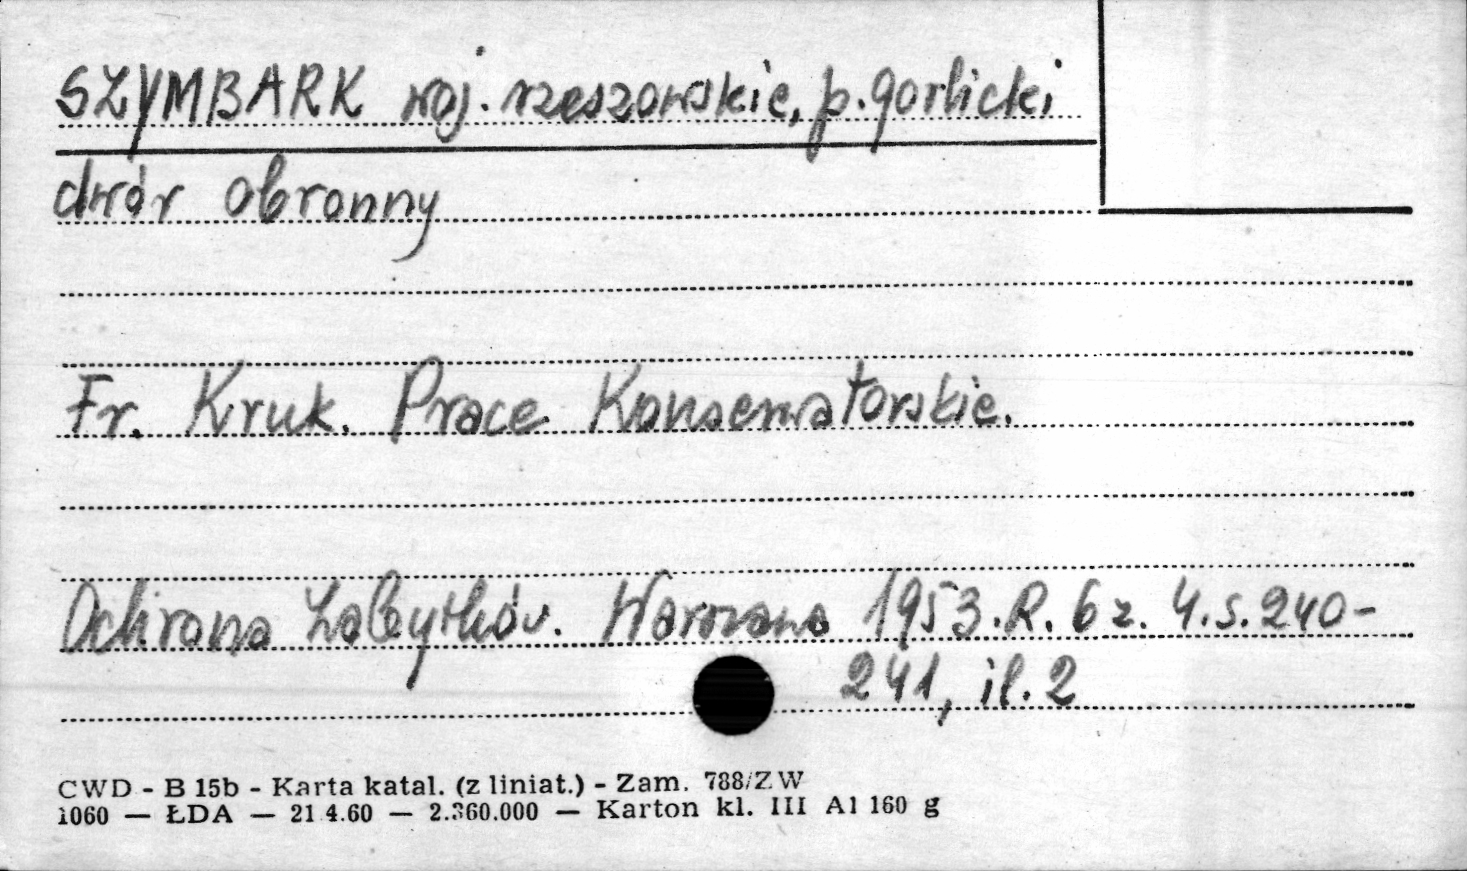 SZYMBARK woj. rzeszowskie, p. gorlicki
dwór obronny
Fr. Kruk. Prace Konserwatorskie.
Ochrona Zabytków. Warszawa 1953. R. 6 z. 4. s. 240-
241, il. 2
CWD - B 15b - Karta katal. (z liniat.) - Zam. 788/ZW
1060 — ŁDA — 21.4.60 — 2.360.000 — Karton kl. III A1 160 g